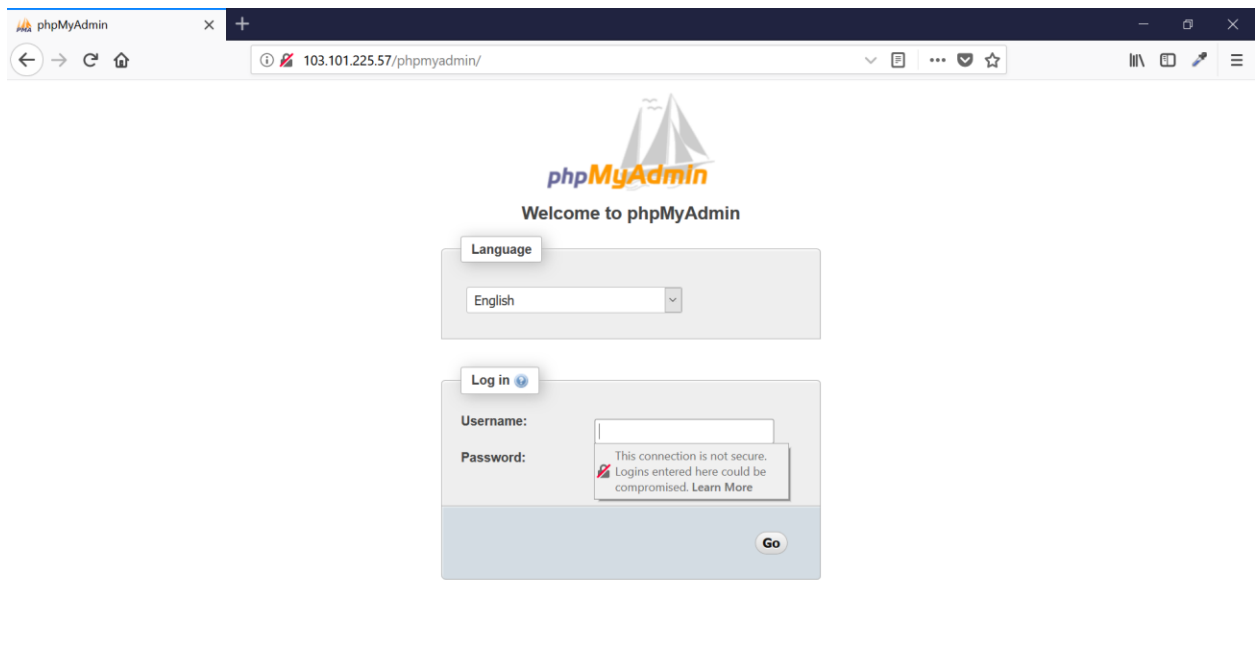 phpMyAdmin
103.101.225.57/phpmyadmin/
phpMyAdmin
Welcome to phpMyAdmin
Language
English
Log in
Username:
Password:
This connection is not secure.
Logins entered here could be
compromised. Learn More
Go